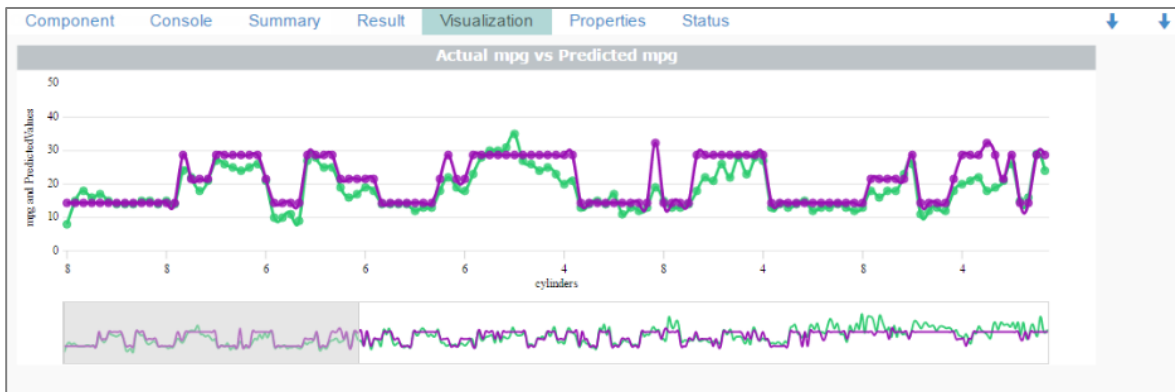 Component Console Summary Result Visualization Properties Status
Actual mpg vs Predicted mpg
50
40
30
20
10
0
mpg and PredictedValues
8 8 6 6 6 4 8 4 8 4
cylinders